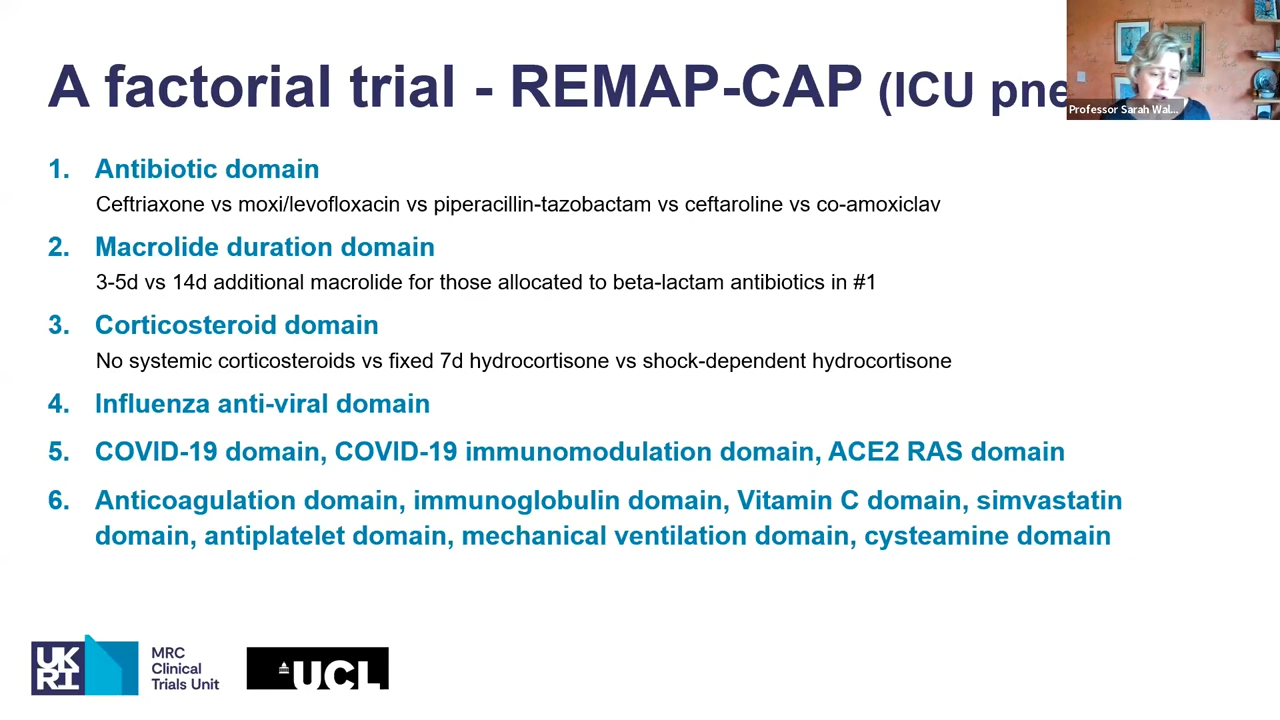 A factorial trial - REMAP-CAP (ICU pne
Professor Sarah Wal...
1. Antibiotic domain
Ceftriaxone vs moxi/levofloxacin vs piperacillin-tazobactam vs ceftaroline vs co-amoxiclav
2. Macrolide duration domain
3-5d vs 14d additional macrolide for those allocated to beta-lactam antibiotics in #1
3. Corticosteroid domain
No systemic corticosteroids vs fixed 7d hydrocortisone vs shock-dependent hydrocortisone
4. Influenza anti-viral domain
5. COVID-19 domain, COVID-19 immunomodulation domain, ACE2 RAS domain
6. Anticoagulation domain, immunoglobulin domain, Vitamin C domain, simvastatin
domain, antiplatelet domain, mechanical ventilation domain, cysteamine domain
UK
RI
MRC
Clinical
Trials Unit
UCL